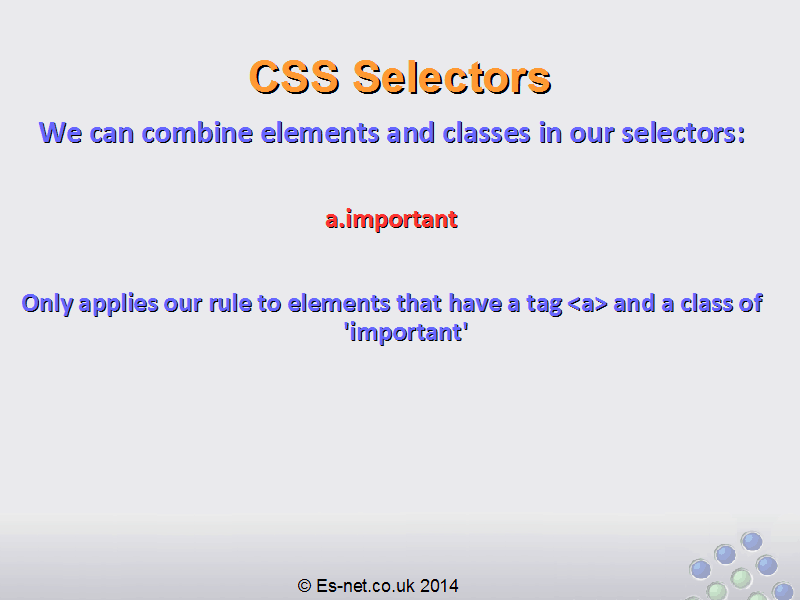 CSS Selectors
We can combine elements and classes in our selectors:
a.important
Only applies our rule to elements that have a tag <a> and a class of
'important'
© Es-net.co.uk 2014